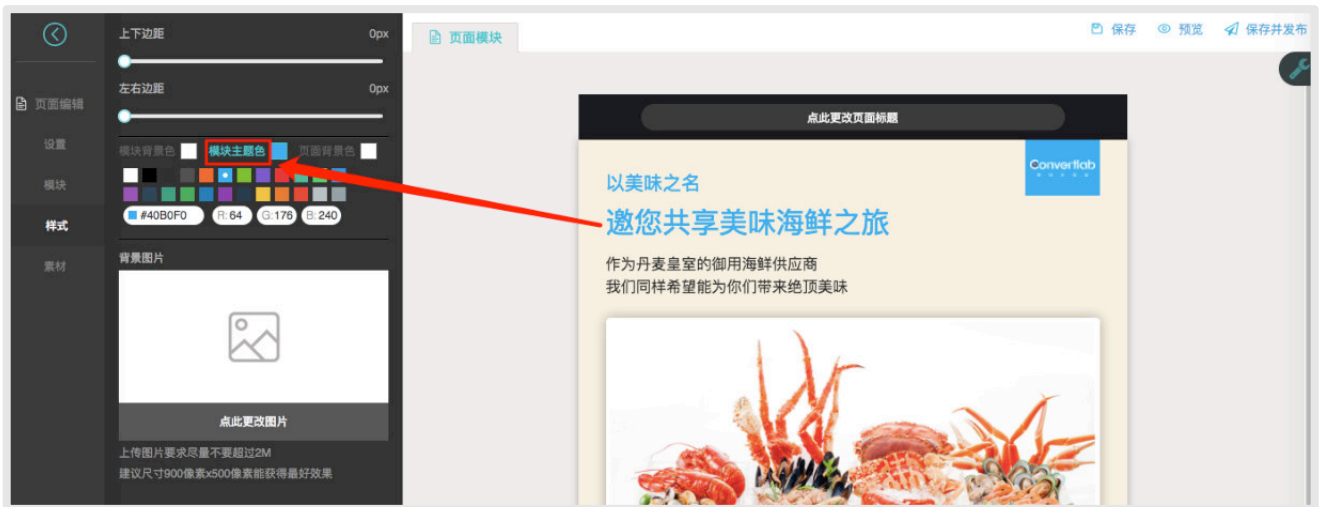 页面编辑
设置
模块
样式
素材
上下边距 0px
左右边距 0px
模块背景色 模块主题色 页面背景色
#40B0F0 R:64 G:176 B:240
背景图片
点此更改图片
上传图片要求尽量不要超过2M
建议尺寸900像素x500像素能获得最好效果
页面模块
保存 预览 保存并发布
点此更改页面标题
Convertlab
以美味之名
邀您共享美味海鲜之旅
作为丹麦皇室的御用海鲜供应商
我们同样希望能为你们带来绝顶美味